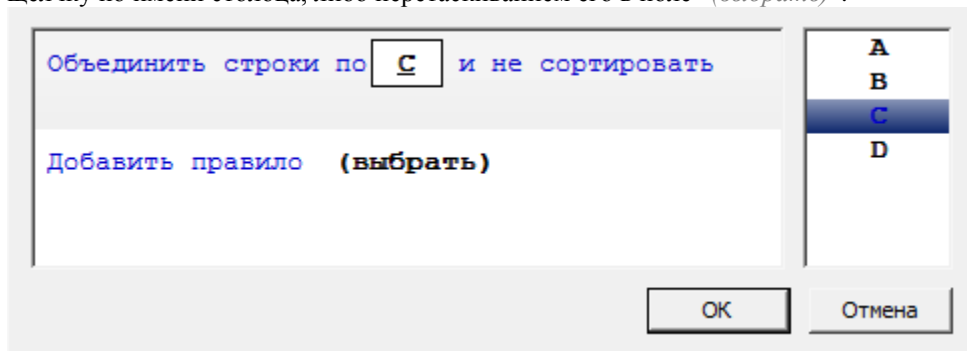 Объединить строки по C и не сортировать
Добавить правило (выбрать)
A
B
C
D
OK Отмена